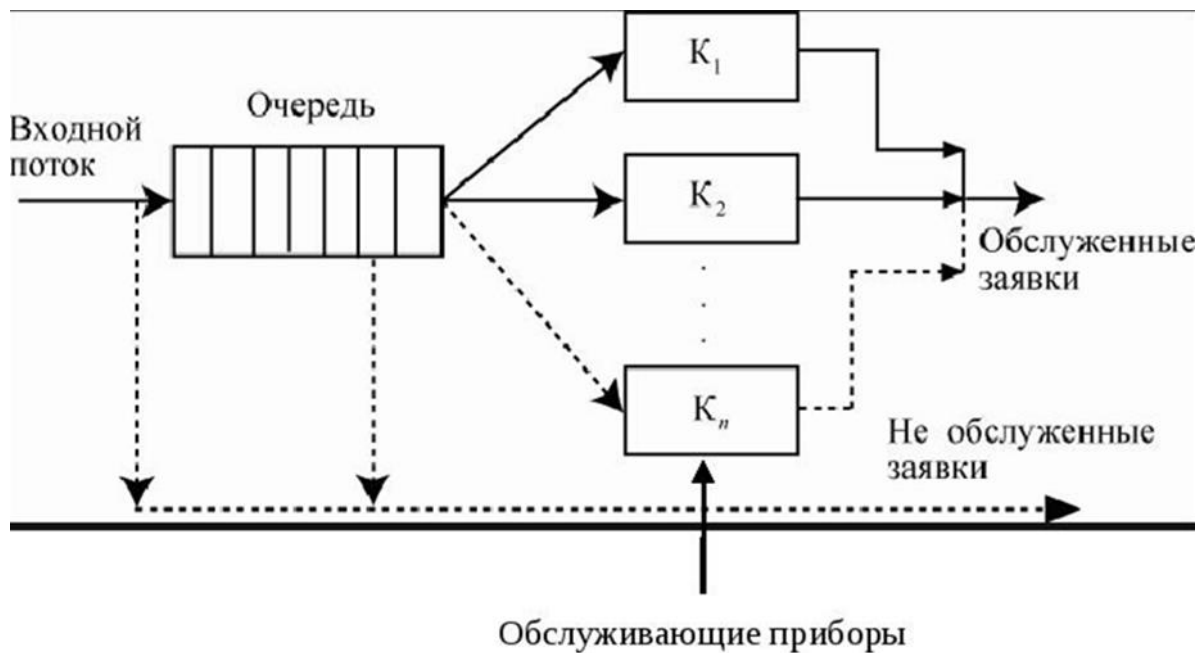 Входной
поток
Очередь
К₁
К₂
Кₙ
Обслуженные
заявки
Не обслуженные
заявки
Обслуживающие приборы